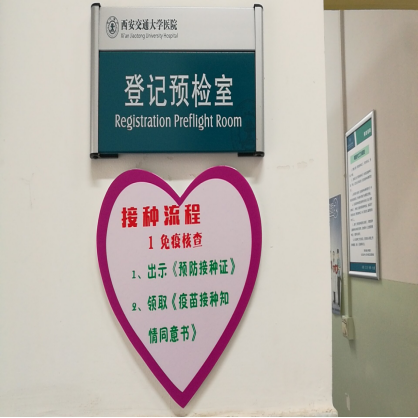 西安交通大学医院
Xi'an Jiaotong University Hospital
登记预检室
Registration Preflight Room
接种流程
1 免疫核查
1、出示《预防接种证》
2、领取《疫苗接种知
情同意书》